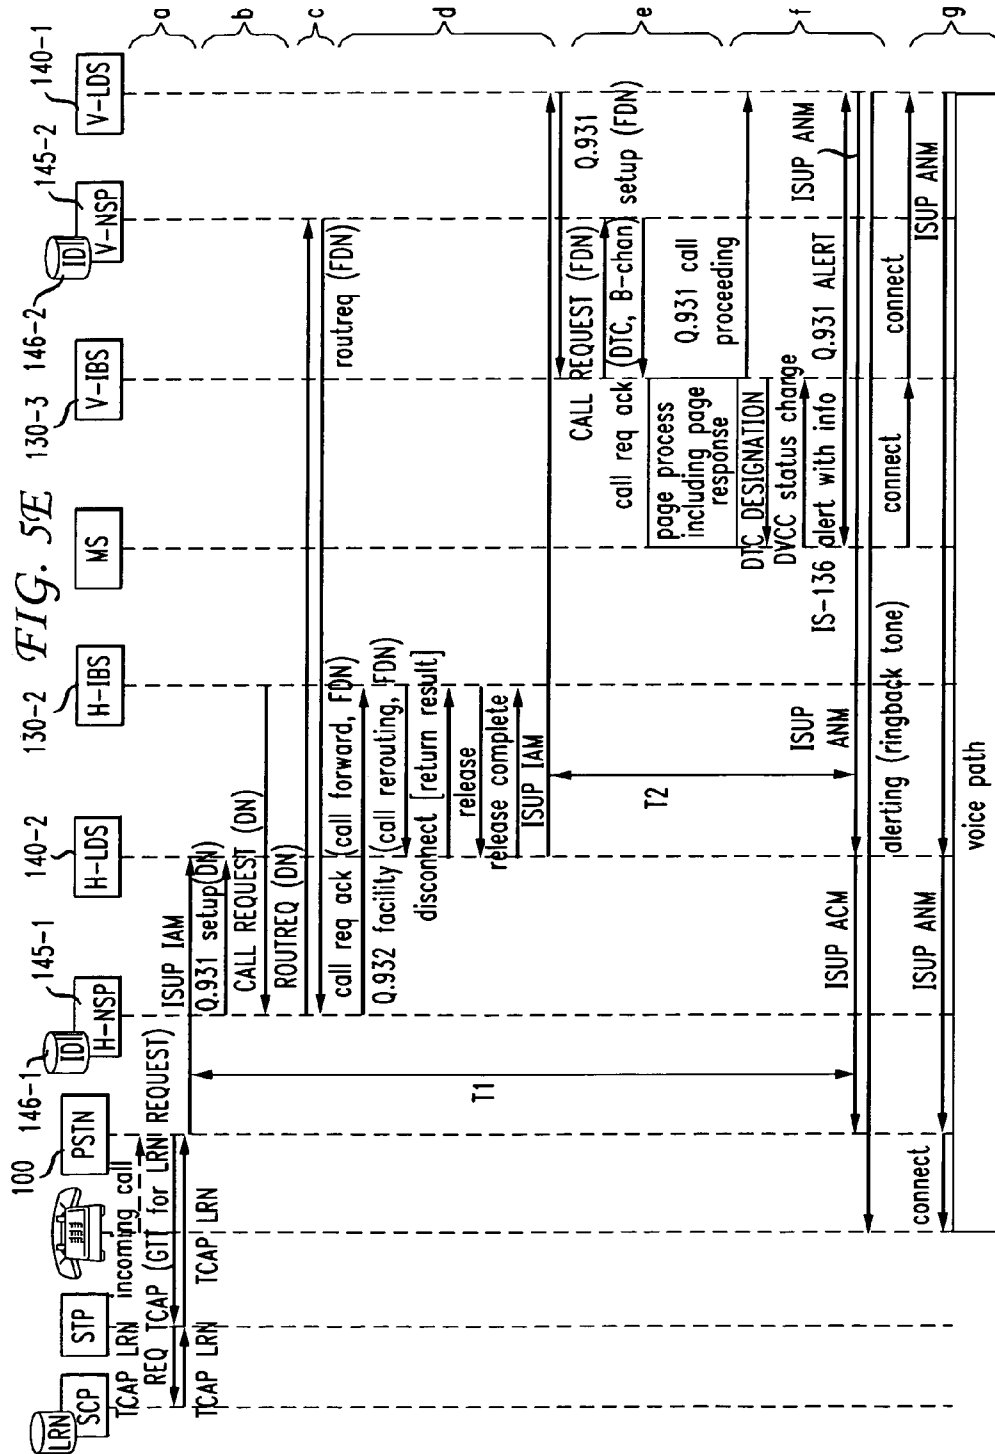 FIG. 5E
LRN
SCP
STP
100
PSTN
146-1
IDI
145-1
H-NSP
140-2
H-LDS
130-2
H-IBS
MS
130-3
V-IBS
146-2
IDI
145-2
V-NSP
140-1
V-LDS
a
b
c
d
e
f
g
incoming call
TCAP LRN
REQ TCAP (GTT for LRN REQUEST)
TCAP LRN
TCAP LRN
ISUP IAM
Q.931 setup(DN)
CALL REQUEST (DN)
ROUTREQ (DN)
routreq (FDN)
call req ack (call forward, FDN)
Q.932 facility (call rerouting, FDN)
disconnect [return result]
release
release complete
ISUP IAM
Q.931
setup (FDN)
CALL
REQUEST (FDN)
call req ack (DTC, B-chan)
page process
including page
response
Q.931 call
proceeding
DTC DESIGNATION
DVCC status change
IS-136 alert with info
Q.931 ALERT
ISUP ANM
T1
T2
ISUP ACM
ISUP
ANM
alerting (ringback tone)
connect
connect
connect
ISUP ANM
ISUP ANM
voice path